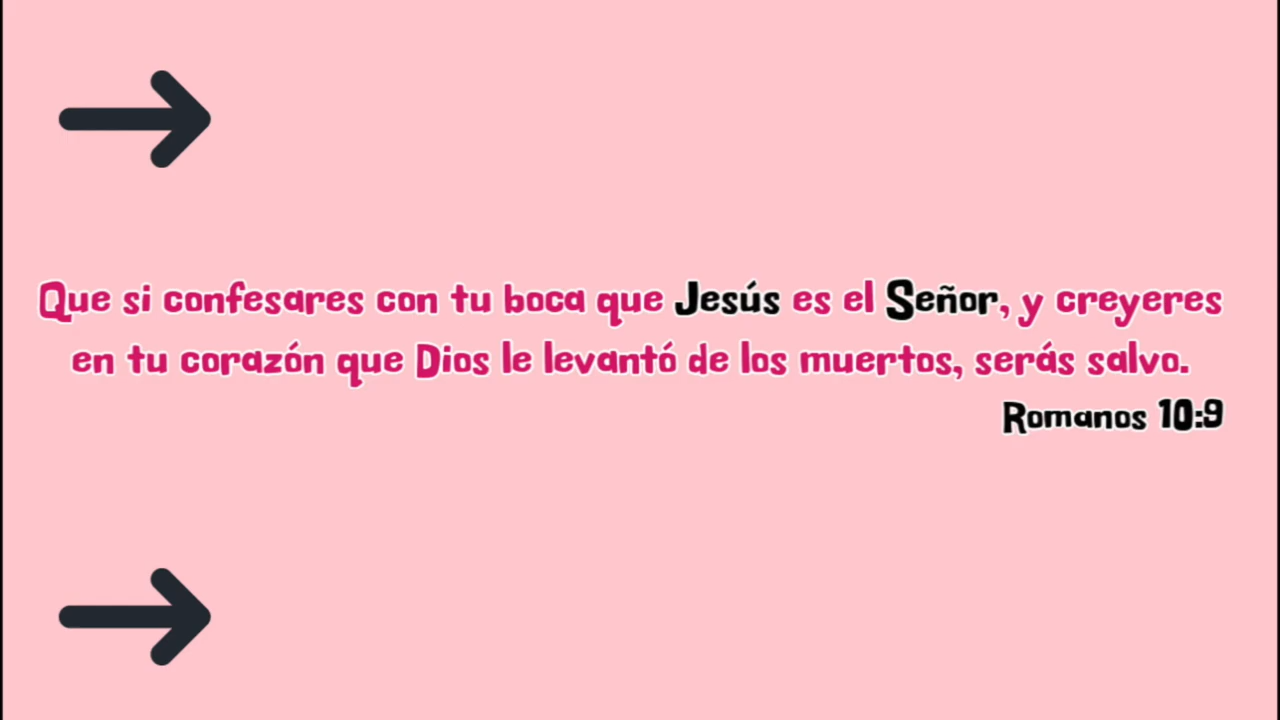 Que si confesares con tu boca que Jesús es el Señor, y creyeres
en tu corazón que Dios le levantó de los muertos, serás salvo.
Romanos 10:9